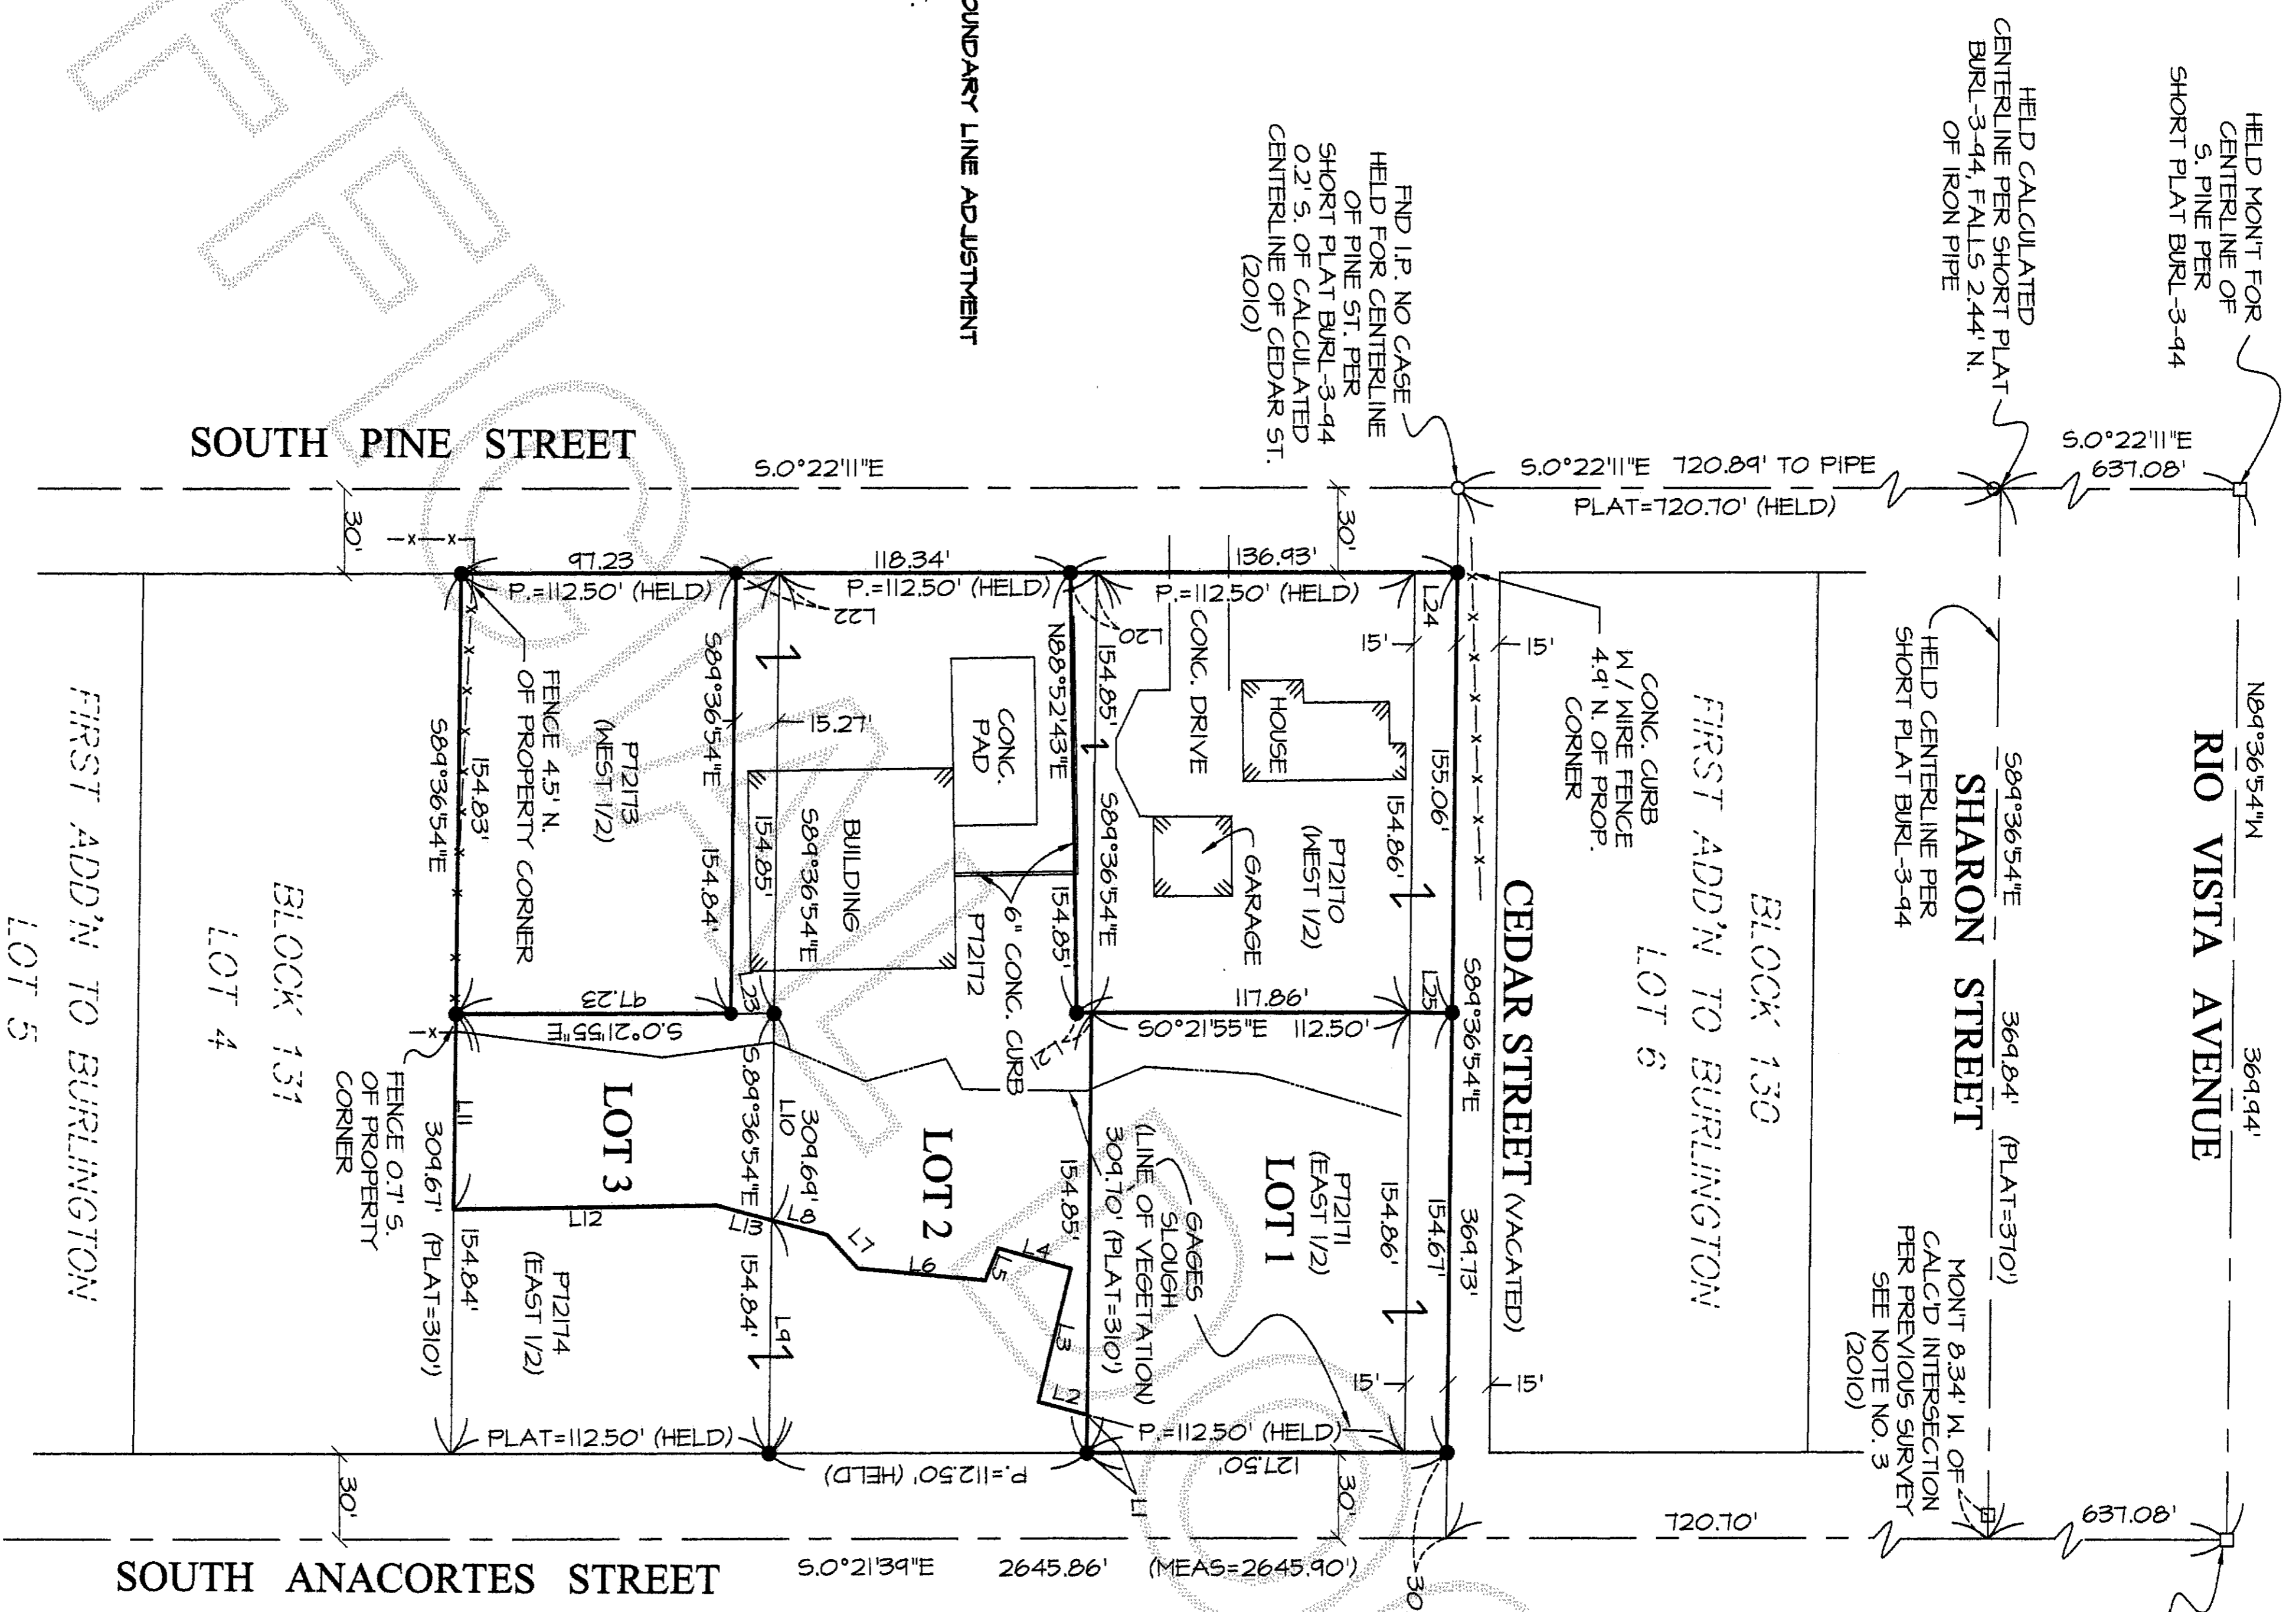 OUNDARY LINE ADJUSTMENT
HELD MON'T FOR
CENTERLINE OF
S. PINE PER
SHORT PLAT BURL-3-94
HELD CALCULATED
CENTERLINE PER SHORT PLAT
BURL-3-94, FALLS 2.44' N.
OF IRON PIPE
FND I.P. NO CASE
HELD FOR CENTERLINE
OF PINE ST. PER
SHORT PLAT BURL-3-94
0.2' S. OF CALCULATED
CENTERLINE OF CEDAR ST.
(2010)
SOUTH PINE STREET
S.0°22'11"E
S.0°22'11"E 720.89' TO PIPE
PLAT=720.70' (HELD)
S.0°22'11"E
637.08'
30'
30'
97.23
P.=112.50' (HELD)
118.34'
P.=112.50' (HELD)
136.93'
P.=112.50' (HELD)
L22
L20
L24
15'
15'
CONC. CURB
W/ WIRE FENCE
4.9' N. OF PROP.
CORNER
N89°36'54"W
369.94'
RIO VISTA AVENUE
S89°36'54"E
369.84' (PLAT=370')
SHARON STREET
HELD CENTERLINE PER
SHORT PLAT BURL-3-94
MON'T 8.34' W. OF
CALC'D INTERSECTION
PER PREVIOUS SURVEY
SEE NOTE NO. 3
(2010)
BLOCK 130
FIRST ADD'N TO BURLINGTON
LOT 6
CEDAR STREET (VACATED)
S89°36'54"E
369.73'
155.06'
154.67'
154.86'
154.86'
L25
15'
15'
HOUSE
CONC. DRIVE
GARAGE
P72170
(WEST 1/2)
P72171
(EAST 1/2)
LOT 1
GAGES
SLOUGH
(LINE OF VEGETATION)
309.70' (PLAT=310')
154.85'
S89°36'54"E
154.85'
N88°52'43"E
154.85'
117.86'
S0°21'55"E 112.50'
L21
6" CONC. CURB
P72172
CONC.
PAD
BUILDING
S89°36'54"E
154.85'
15.27'
S89°36'54"E
154.84'
L23
LOT 2
L10
309.69'
S.89°36'54"E
154.84'
L9
L1
L2
L3
L4
L5
L6
L7
L8
L13
L12
L11
P72173
(WEST 1/2)
FENCE 4.5' N.
OF PROPERTY CORNER
154.83'
S89°36'54"E
97.23
S.0°21'55"E
LOT 3
P72174
(EAST 1/2)
309.67' (PLAT=310')
154.84'
FENCE 0.7' S.
OF PROPERTY
CORNER
BLOCK 131
LOT 4
FIRST ADD'N TO BURLINGTON
LOT 5
PLAT=112.50' (HELD)
P.=112.50' (HELD)
P.=112.50' (HELD)
127.50'
30'
30'
30
720.70'
637.08'
SOUTH ANACORTES STREET
S.0°21'39"E 2645.86' (MEAS=2645.90')